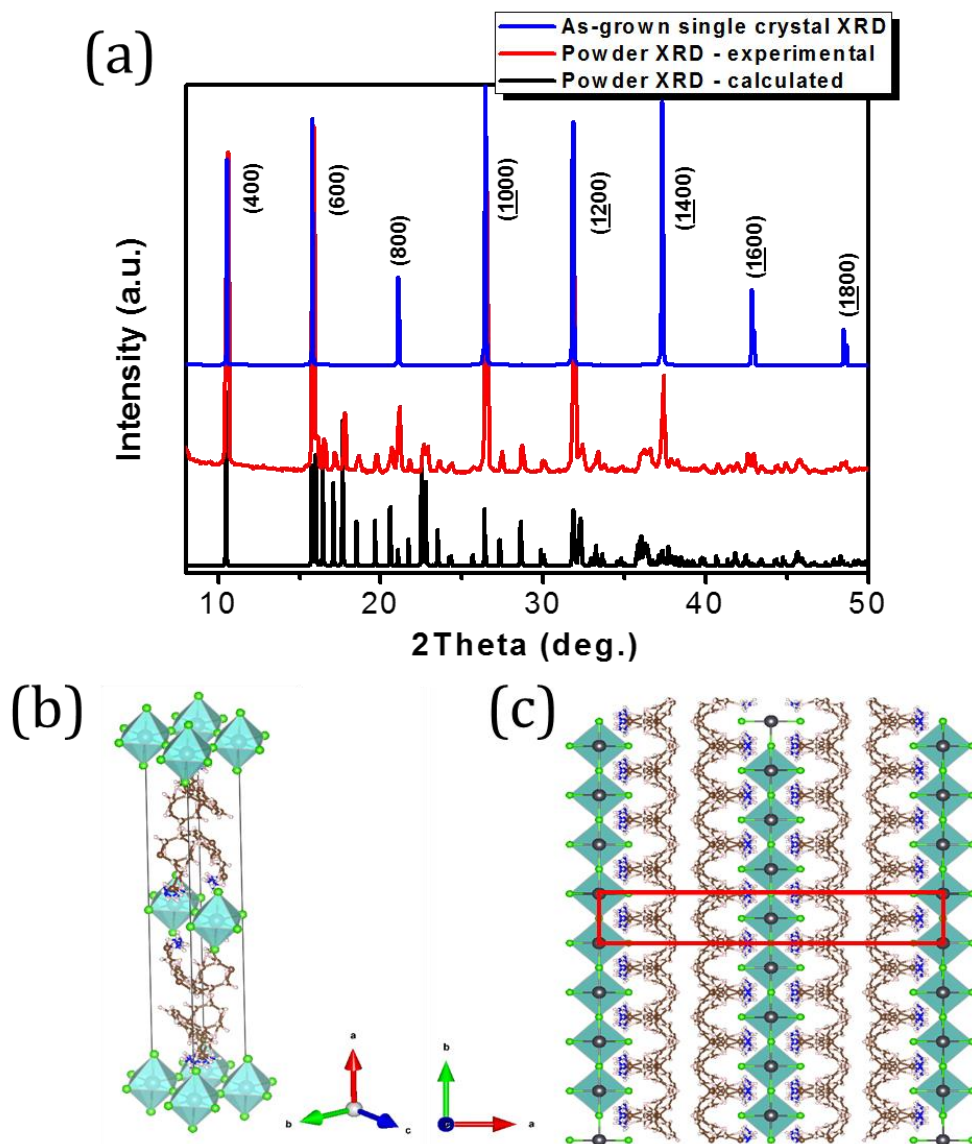 (a)
As-grown single crystal XRD
Powder XRD - experimental
Powder XRD - calculated
Intensity (a.u.)
(400)
(600)
(800)
(1000)
(1200)
(1400)
(1600)
(1800)
10 20 30 40 50
2Theta (deg.)
(b)
(c)
a
b
c
b
c
a